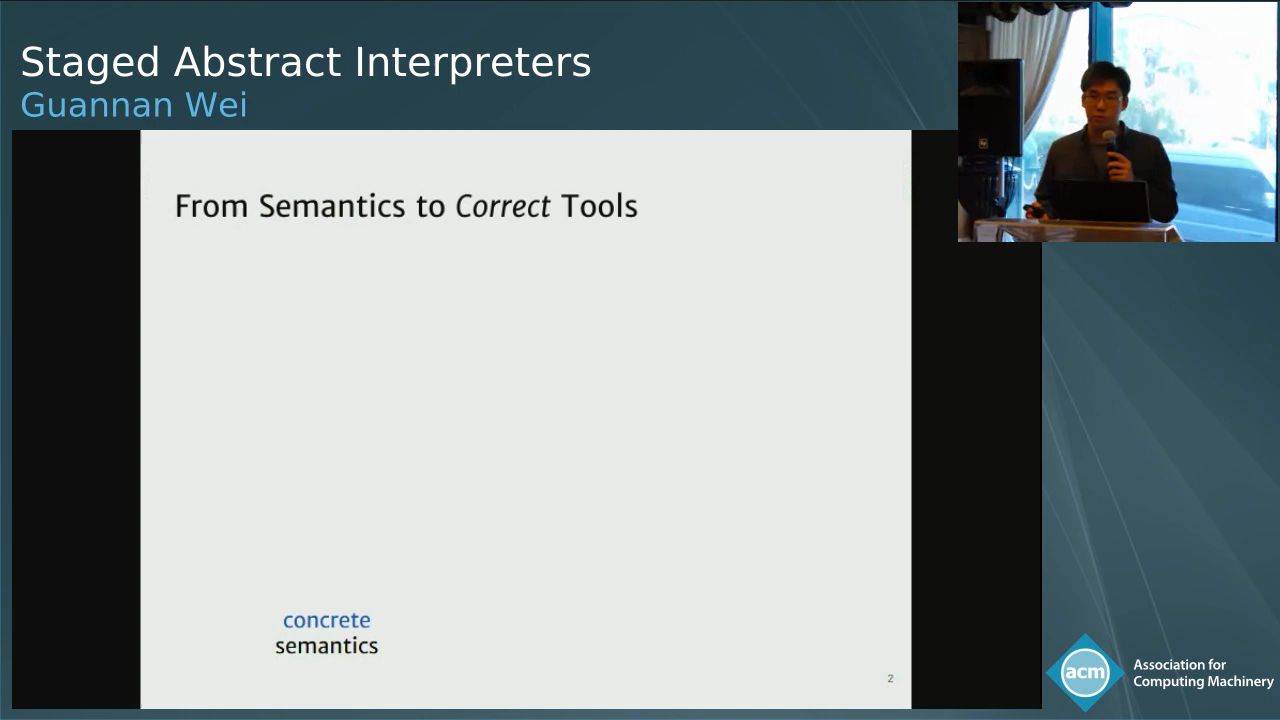 Staged Abstract Interpreters
Guannan Wei
From Semantics to Correct Tools
concrete
semantics
2
acm
Association for
Computing Machinery